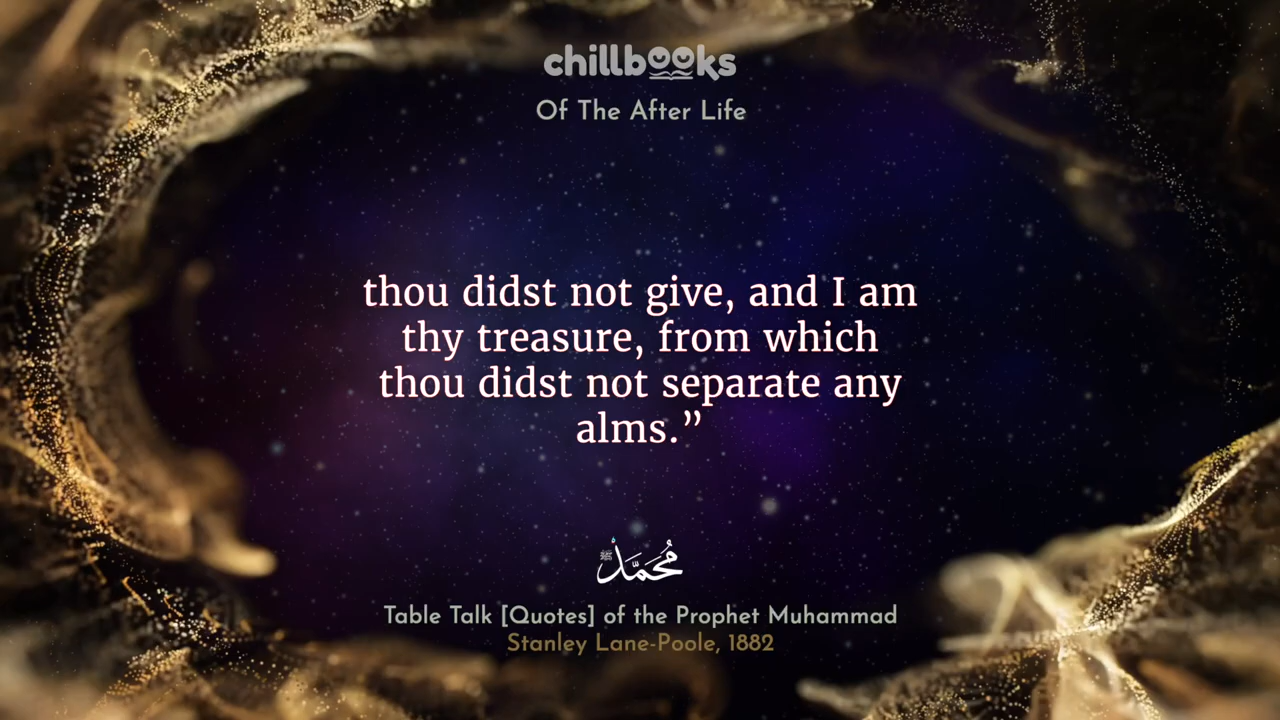 chillbooks
Of The After Life
thou didst not give, and I am
thy treasure, from which
thou didst not separate any
alms.”
مُحَمَّد ﷺ
Table Talk [Quotes] of the Prophet Muhammad
Stanley Lane-Poole, 1882